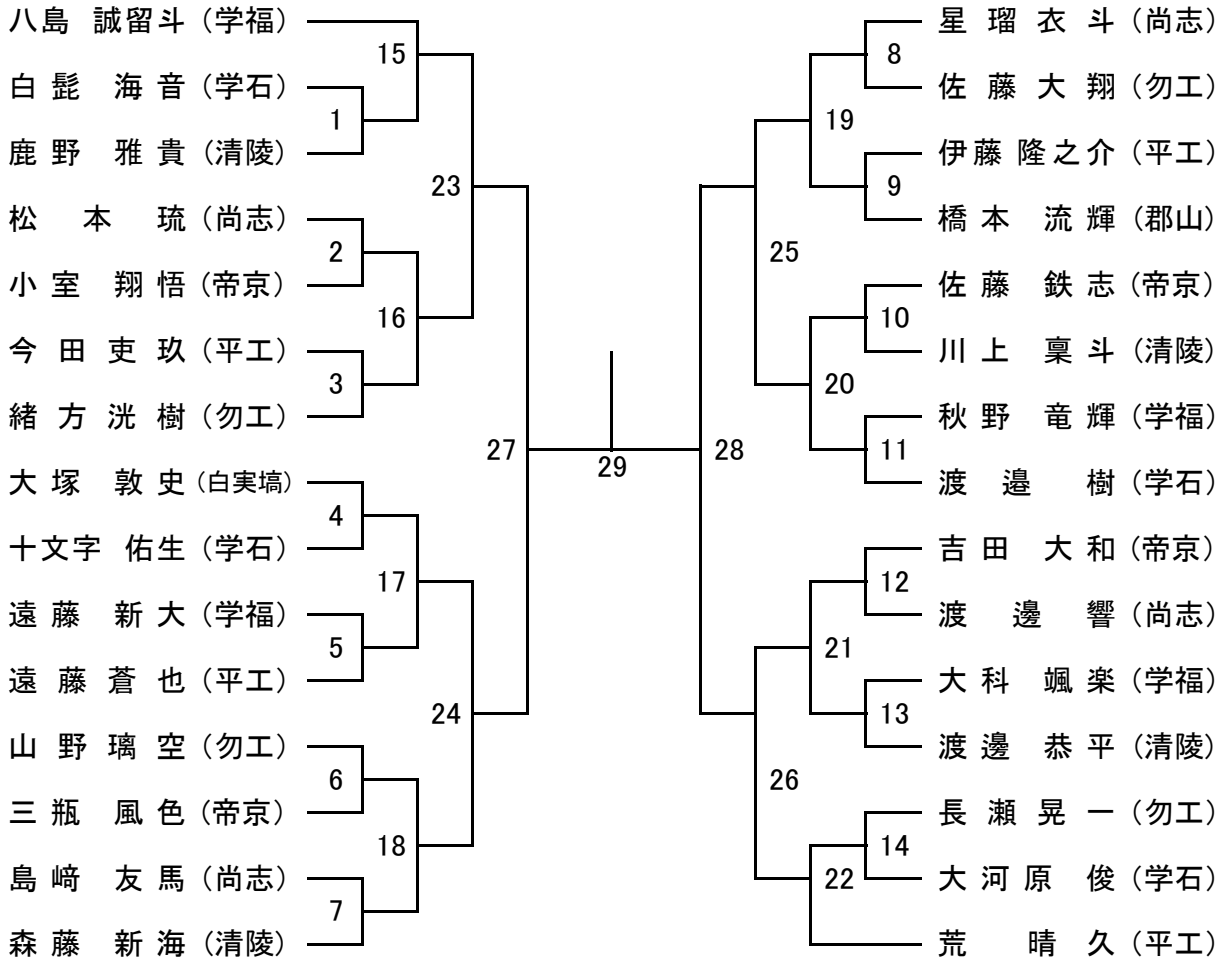 八島 誠留斗 (学福)
白髭 海音 (学石)
鹿野 雅貴 (清陵)
松本 琉 (尚志)
小室 翔悟 (帝京)
今田吏玖 (平工)
緒方洸樹 (勿工)
大塚 敦史 (白実塙)
十文字 佑生 (学石)
遠藤 新大 (学福)
遠藤蒼也 (平工)
山野璃空 (勿工)
三瓶 風色 (帝京)
島﨑 友馬 (尚志)
森藤 新海 (清陵)
15
1
23
2
16
3
27
4
17
5
24
6
18
7
29
28
8
19
9
25
10
20
11
12
21
13
26
14
22
星瑠衣斗 (尚志)
佐藤大翔 (勿工)
伊藤隆之介 (平工)
橋本流輝 (郡山)
佐藤 鉄志 (帝京)
川上 稟斗 (清陵)
秋野 竜輝 (学福)
渡邉 樹 (学石)
吉田 大和 (帝京)
渡邊 響 (尚志)
大科 颯楽 (学福)
渡邊 恭平 (清陵)
長瀬晃一 (勿工)
大河原 俊 (学石)
荒 晴久 (平工)